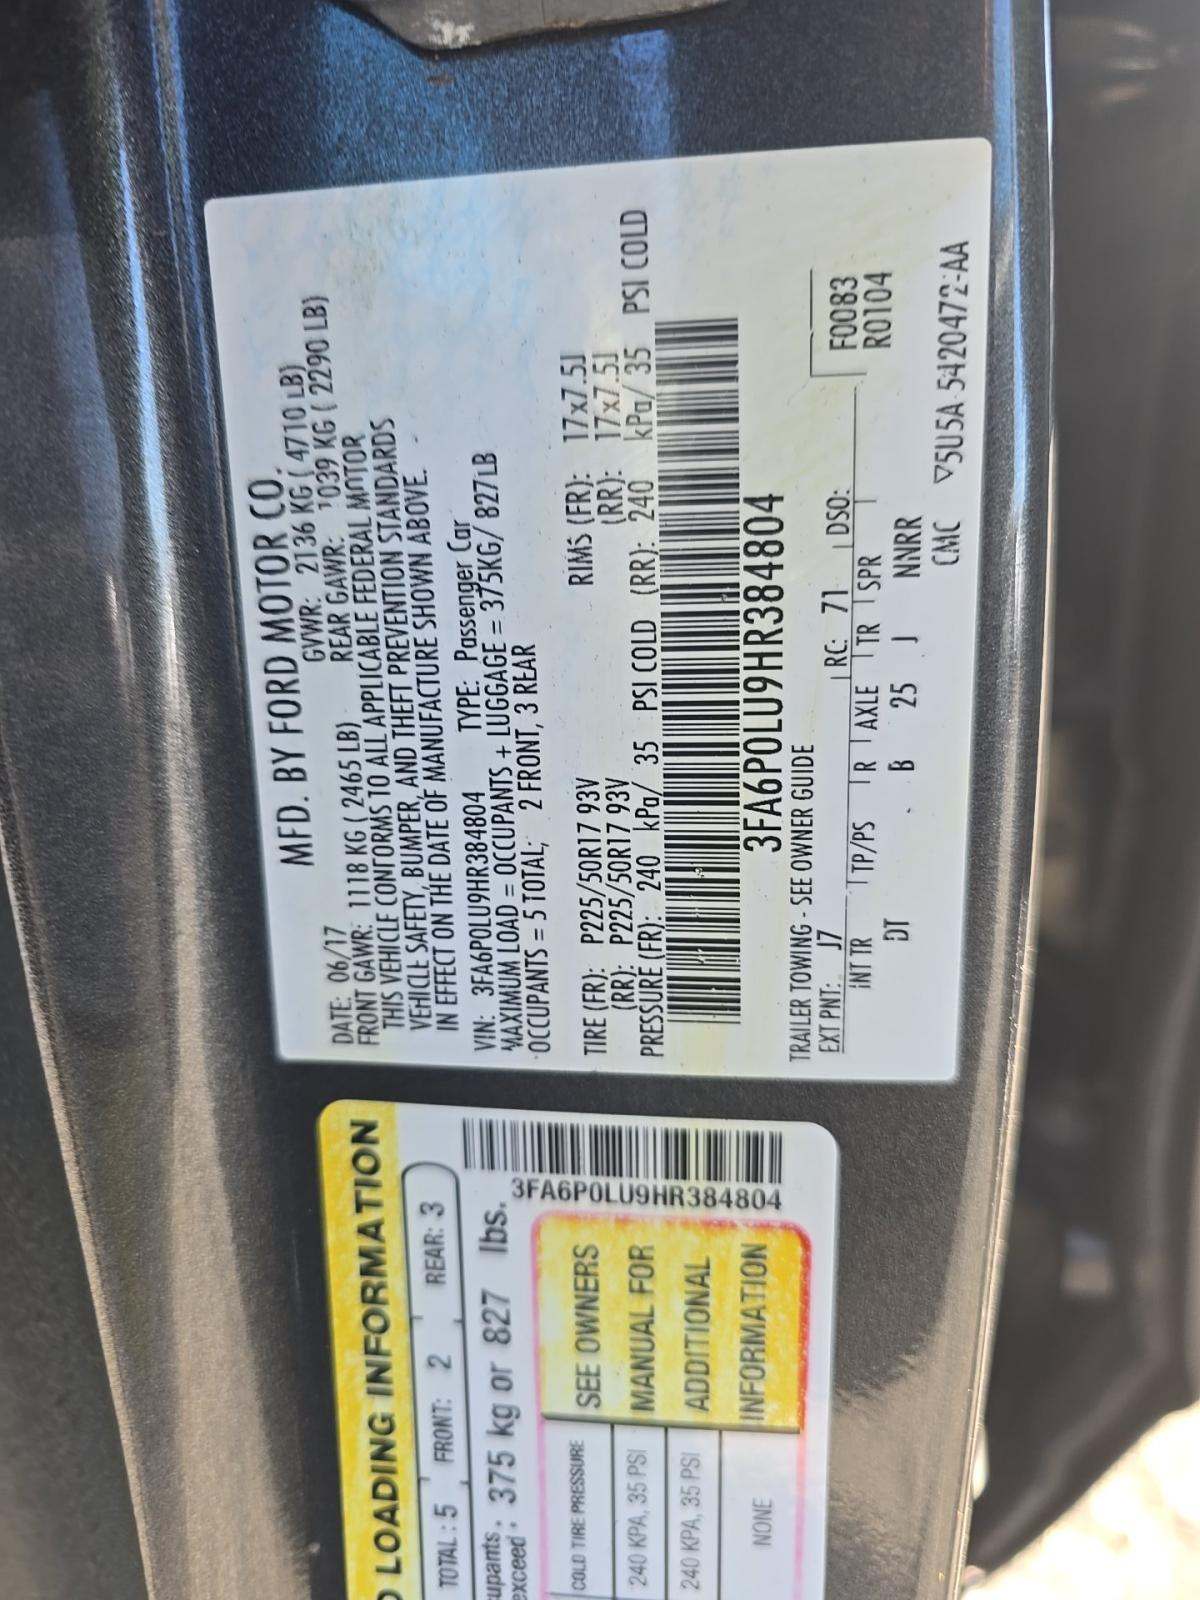 MFD. BY FORD MOTOR CO.
DATE: 06/17 GVWR: 2136 KG ( 4710 LB)
FRONT GAWR: 1118 KG ( 2465 LB) REAR GAWR: 1039 KG ( 2290 LB)
THIS VEHICLE CONFORMS TO ALL APPLICABLE FEDERAL MOTOR
VEHICLE SAFETY, BUMPER, AND THEFT PREVENTION STANDARDS
IN EFFECT ON THE DATE OF MANUFACTURE SHOWN ABOVE.
VIN: 3FA6P0LU9HR384804 TYPE: Passenger Car
MAXIMUM LOAD = OCCUPANTS + LUGGAGE = 375KG/ 827LB
OCCUPANTS = 5 TOTAL; 2 FRONT, 3 REAR
TIRE (FR): P225/50R17 93V RIMS (FR): 17x7.5J
(RR): P225/50R17 93V (RR): 17x7.5J
PRESSURE (FR): 240 kPa/ 35 PSI COLD (RR): 240 kPa/ 35 PSI COLD
3FA6P0LU9HR384804
TRAILER TOWING - SEE OWNER GUIDE
EXT PNT: J7 RC: 71 DSO: F0083
INT TR TP/PS R AXLE TR SPR R0104
DT B 25 J NNRR
CMC ▽5U5A-5420472-AA
LOADING INFORMATION
TOTAL : 5 FRONT: 2 REAR: 3
exceed 375 kg or 827 lbs.
3FA6P0LU9HR384804
COLD TIRE PRESSURE SEE OWNERS
240 KPA, 35 PSI MANUAL FOR
240 KPA, 35 PSI ADDITIONAL
NONE INFORMATION